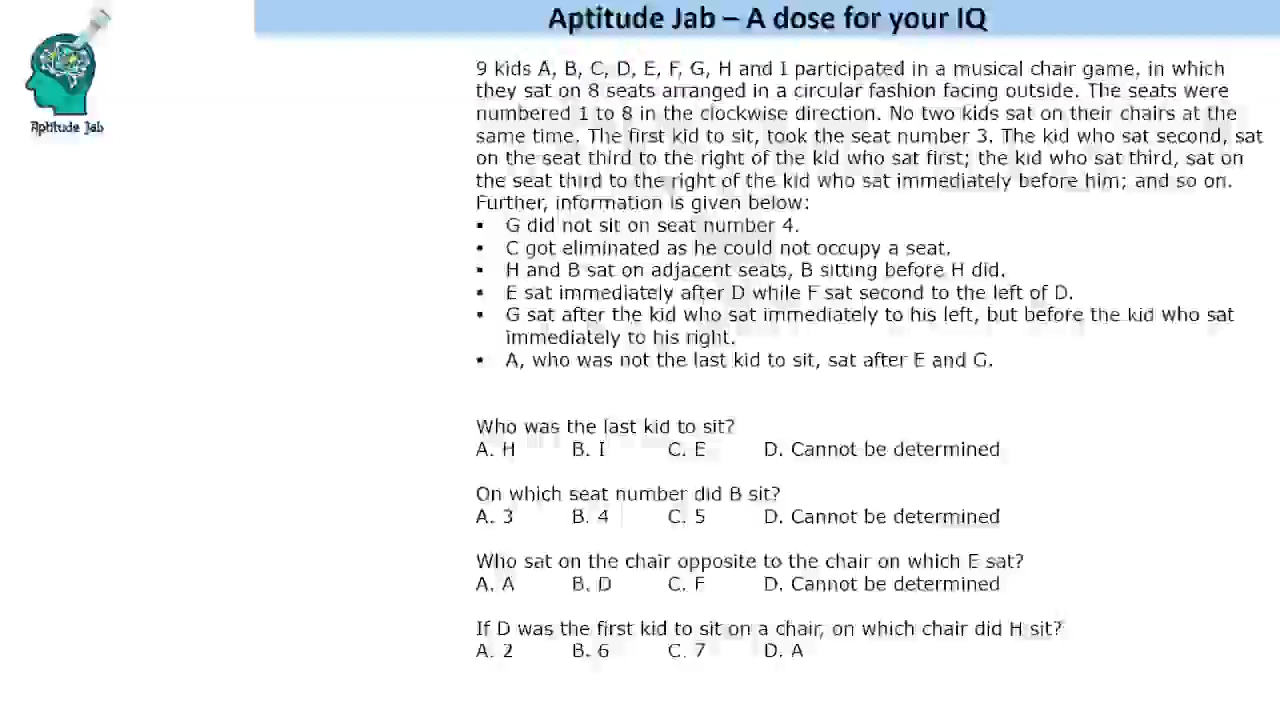 Aptitude Jab – A dose for your IQ
Aptitude Jab
9 kids A, B, C, D, E, F, G, H and I participated in a musical chair game, in which
they sat on 8 seats arranged in a circular fashion facing outside. The seats were
numbered 1 to 8 in the clockwise direction. No two kids sat on their chairs at the
same time. The first kid to sit, took the seat number 3. The kid who sat second, sat
on the seat third to the right of the kid who sat first; the kid who sat third, sat on
the seat third to the right of the kid who sat immediately before him; and so on.
Further, information is given below:
▪ G did not sit on seat number 4.
▪ C got eliminated as he could not occupy a seat.
▪ H and B sat on adjacent seats, B sitting before H did.
▪ E sat immediately after D while F sat second to the left of D.
▪ G sat after the kid who sat immediately to his left, but before the kid who sat
immediately to his right.
▪ A, who was not the last kid to sit, sat after E and G.
Who was the last kid to sit?
A. H B. I C. E D. Cannot be determined
On which seat number did B sit?
A. 3 B. 4 C. 5 D. Cannot be determined
Who sat on the chair opposite to the chair on which E sat?
A. A B. D C. F D. Cannot be determined
If D was the first kid to sit on a chair, on which chair did H sit?
A. 2 B. 6 C. 7 D. A